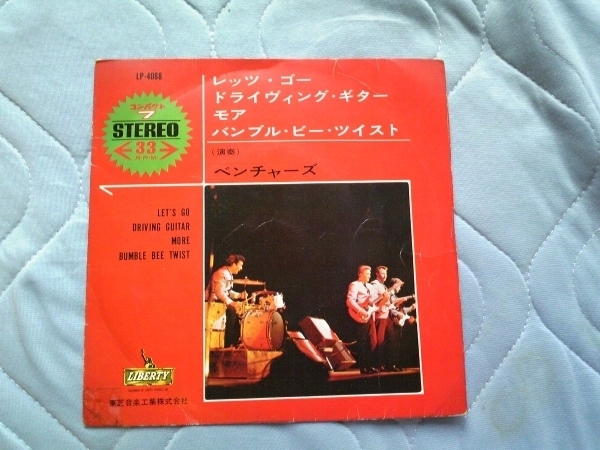 LP-4088
コンパクト
7
STEREO
33
レッツ・ゴー
ドライヴィング・ギター
モア
バンブル・ビー・ツイスト
(演奏)
ベンチャーズ
LET'S GO
DRIVING GUITAR
MORE
BUMBLE BEE TWIST
LIBERTY
東芝音楽工業株式会社